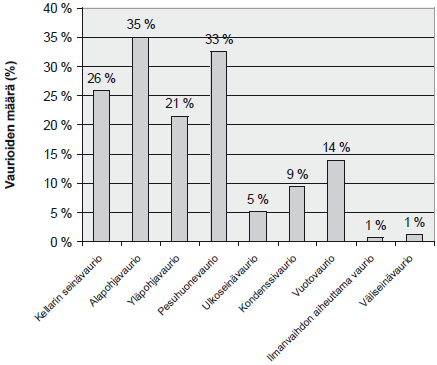 Vaurioiden määrä (%)
40 %
35 %
30 %
25 %
20 %
15 %
10 %
5 %
0 %
26 %
35 %
21 %
33 %
5 %
9 %
14 %
1 %
1 %
Kellarin seinävaurio
Alapohjavaurio
Yläpohjavaurio
Pesuhuonevaurio
Ulkoseinävaurio
Kondenssivaurio
Vuotovaurio
Ilmanvaihdon aiheuttama vaurio
Väliseinävaurio